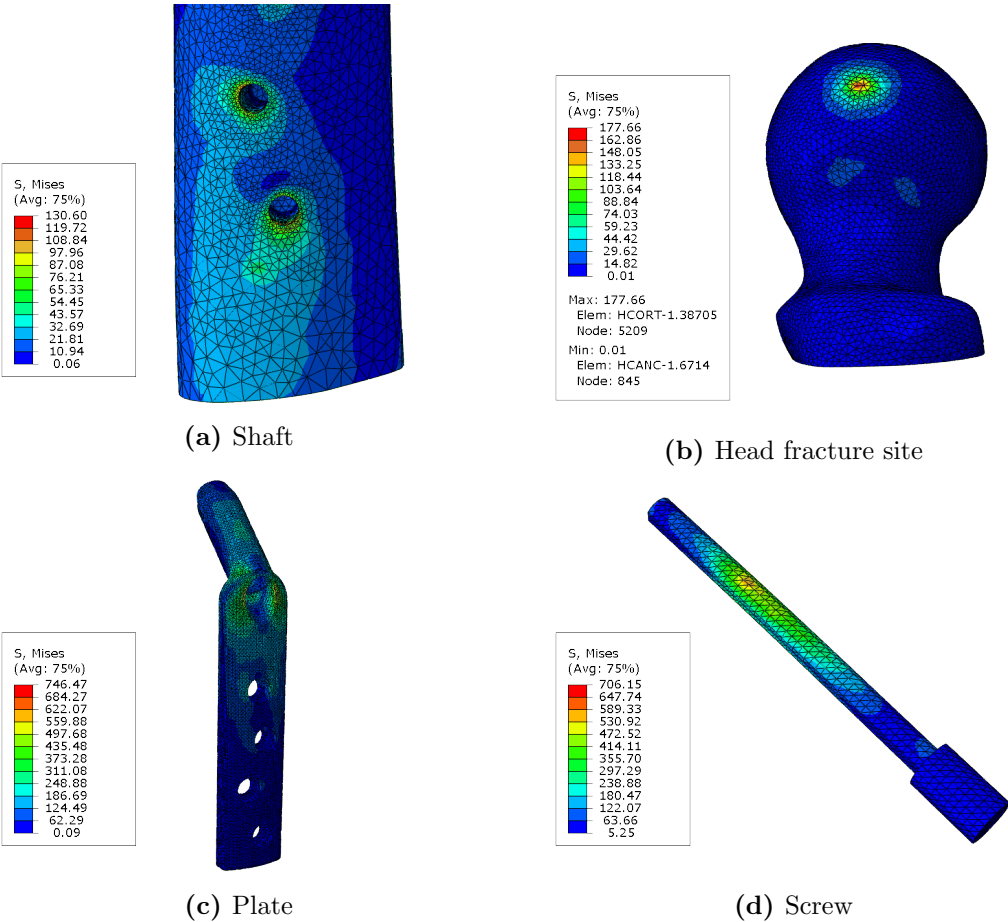 S, Mises
(Avg: 75%)
130.60
119.72
108.84
97.96
87.08
76.21
65.33
54.45
43.57
32.69
21.81
10.94
0.06
(a) Shaft
S, Mises
(Avg: 75%)
177.66
162.86
148.05
133.25
118.44
103.64
88.84
74.03
59.23
44.42
29.62
14.82
0.01
Max: 177.66
Elem: HCORT-1.38705
Node: 5209
Min: 0.01
Elem: HCANC-1.6714
Node: 845
(b) Head fracture site
S, Mises
(Avg: 75%)
746.47
684.27
622.07
559.88
497.68
435.48
373.28
311.08
248.88
186.69
124.49
62.29
0.09
(c) Plate
S, Mises
(Avg: 75%)
706.15
647.74
589.33
530.92
472.52
414.11
355.70
297.29
238.88
180.47
122.07
63.66
5.25
(d) Screw